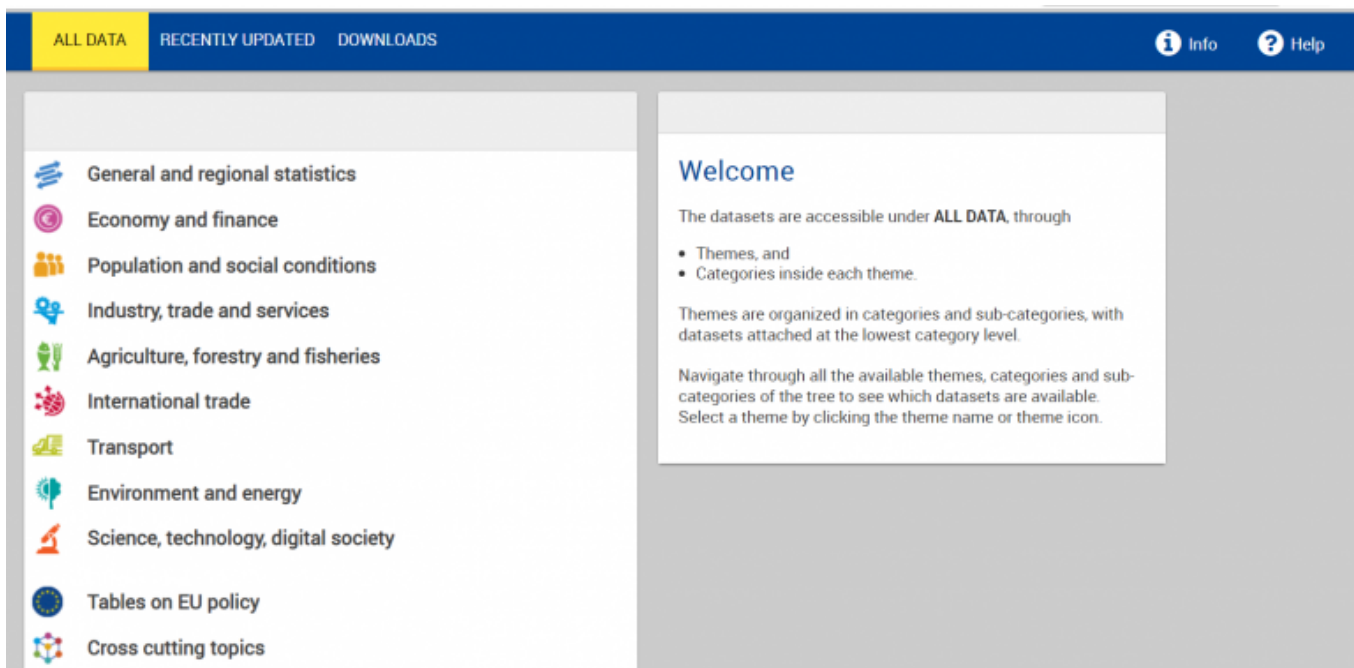 ALL DATA RECENTLY UPDATED DOWNLOADS Info Help
General and regional statistics
Economy and finance
Population and social conditions
Industry, trade and services
Agriculture, forestry and fisheries
International trade
Transport
Environment and energy
Science, technology, digital society
Tables on EU policy
Cross cutting topics
Welcome
The datasets are accessible under ALL DATA, through
• Themes, and
• Categories inside each theme.
Themes are organized in categories and sub-categories, with
datasets attached at the lowest category level.
Navigate through all the available themes, categories and sub-
categories of the tree to see which datasets are available.
Select a theme by clicking the theme name or theme icon.